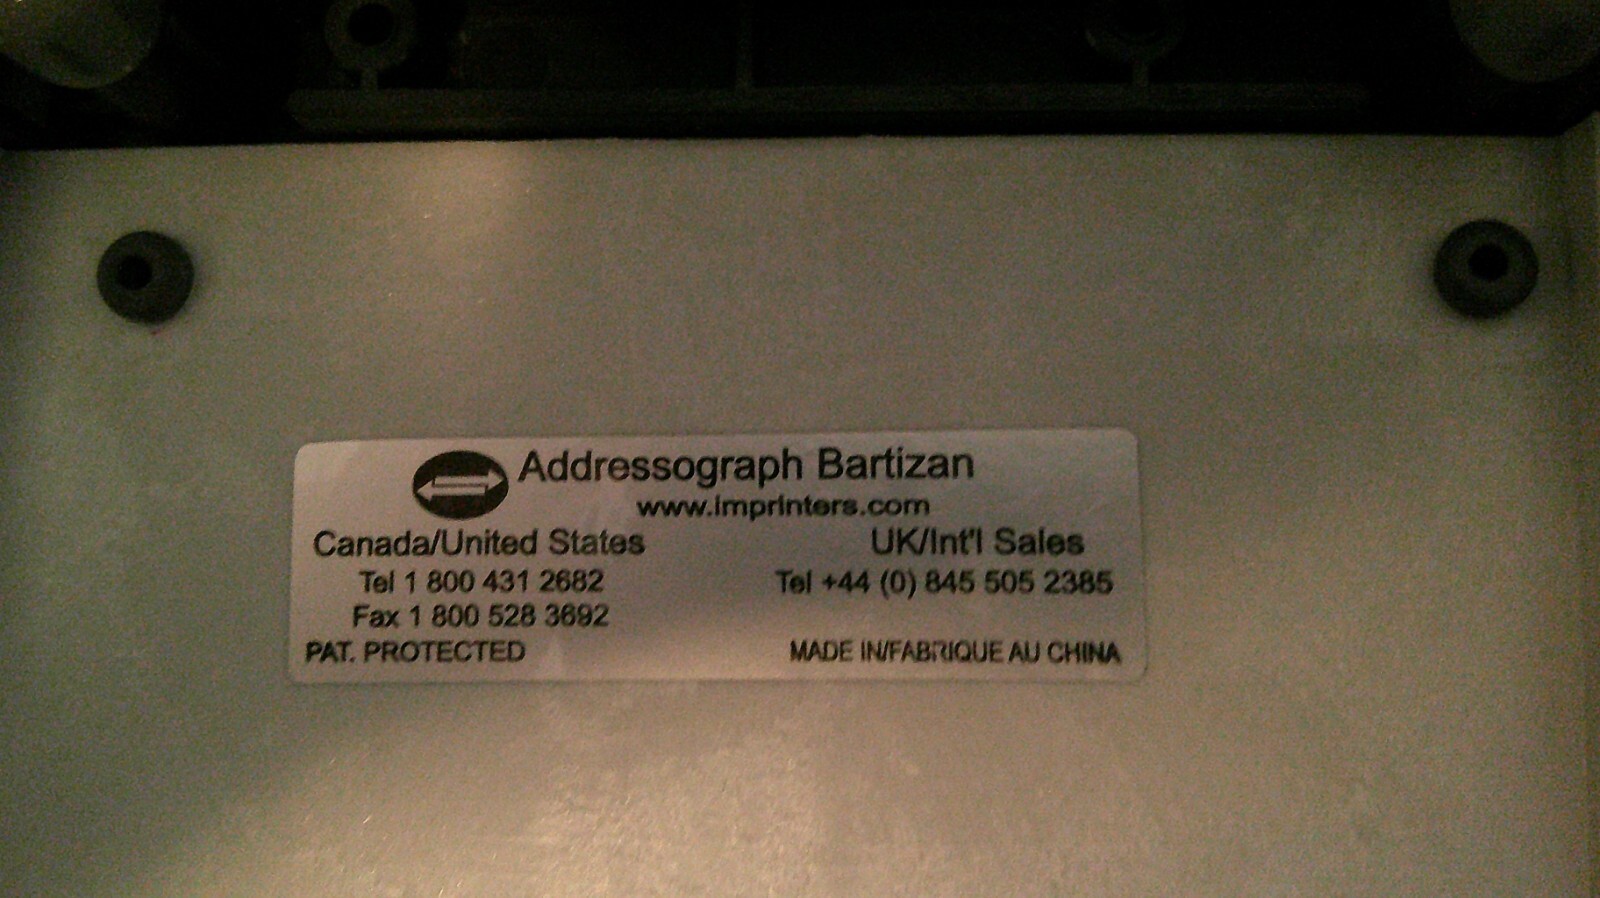 Addressograph Bartizan
www.imprinters.com
Canada/United States
Tel 1 800 431 2682
Fax 1 800 528 3692
PAT. PROTECTED
UK/Int'l Sales
Tel +44 (0) 845 505 2385
MADE IN/FABRIQUE AU CHINA